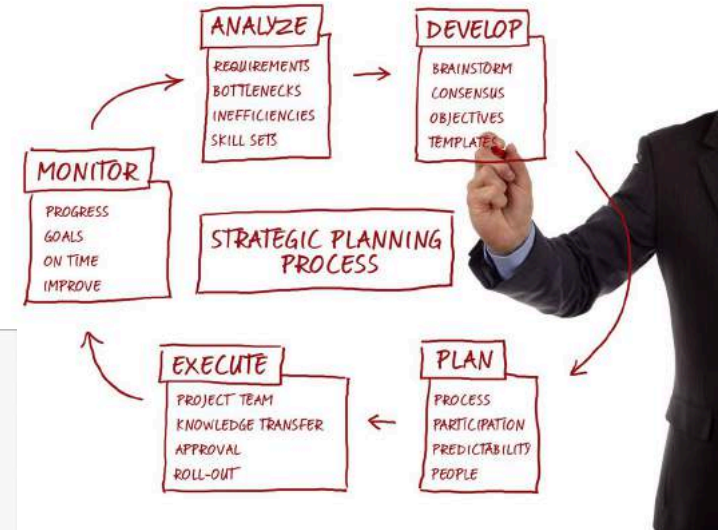 ANALYZE
REQUIREMENTS
BOTTLENECKS
INEFFICIENCIES
SKILL SETS
DEVELOP
BRAINSTORM
CONSENSUS
OBJECTIVES
TEMPLATES
MONITOR
PROGRESS
GOALS
ON TIME
IMPROVE
STRATEGIC PLANNING
PROCESS
EXECUTE
PROJECT TEAM
KNOWLEDGE TRANSFER
APPROVAL
ROLL-OUT
PLAN
PROCESS
PARTICIPATION
PREDICTABILITY
PEOPLE